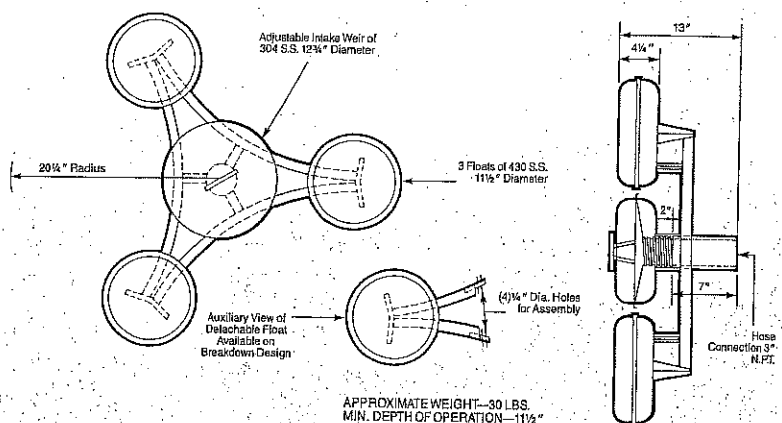 Adjustable Intake Weir of
304 S.S. 12¾" Diameter
20¼" Radius
3 Floats of 430 S.S.
11½" Diameter
Auxiliary View of
Detachable Float
Available on
Breakdown Design
(4)¼" Dia. Holes
for Assembly
APPROXIMATE WEIGHT—30 LBS.
MIN. DEPTH OF OPERATION—11½"
13"
4¼"
2"
7"
Hose
Connection 3"
N.P.T.